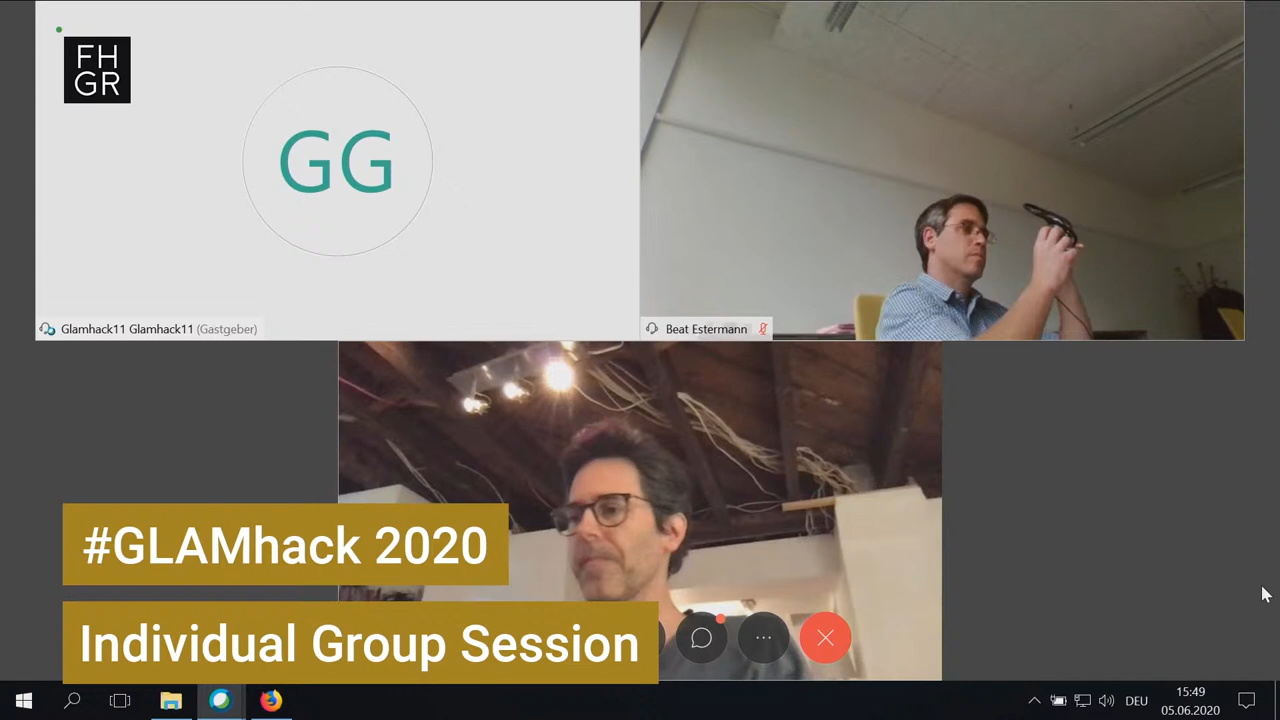 FH
GR
GG
Glamhack11 Glamhack11 (Gastgeber)
Beat Estermann
#GLAMhack 2020
Individual Group Session
DEU
15:49
05.06.2020